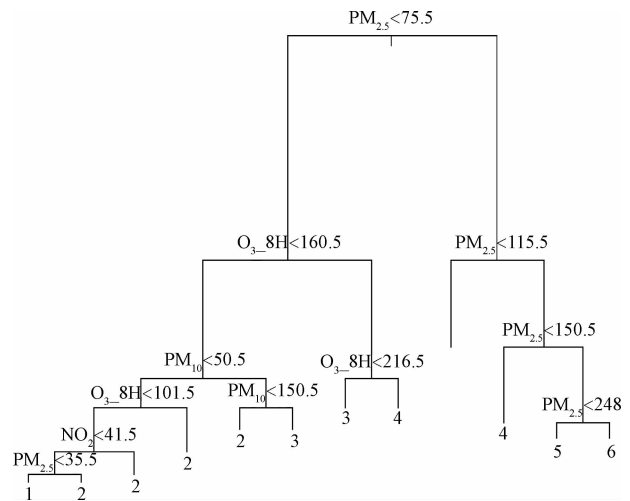 PM₂.₅<75.5
O₃_8H<160.5
PM₂.₅<115.5
PM₂.₅<150.5
PM₁₀<50.5
O₃_8H<216.5
O₃_8H<101.5
PM₁₀<150.5
PM₂.₅<248
3 4
2 3
4
NO₂<41.5
5 6
PM₂.₅<35.5
2
2
1 2